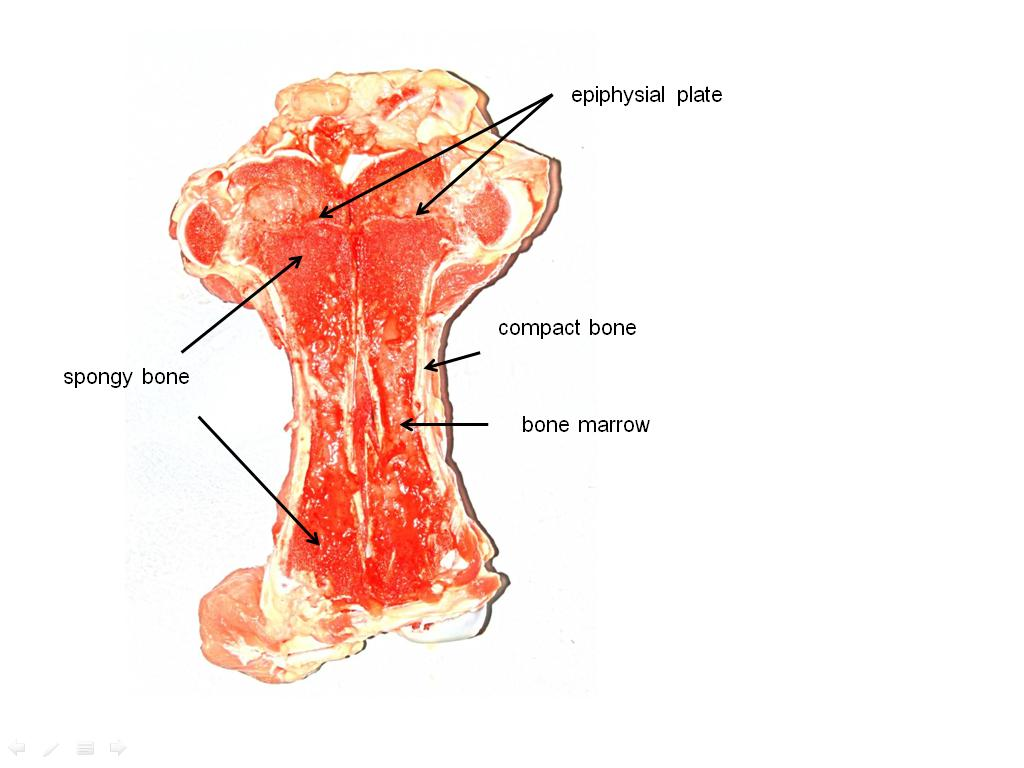 epiphysial plate
compact bone
spongy bone
bone marrow